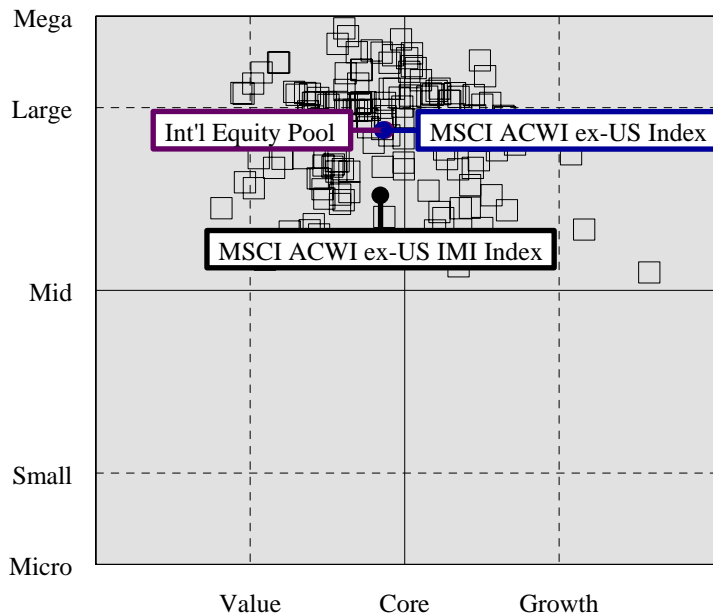 Mega
Large
Int'l Equity Pool
MSCI ACWI ex-US Index
MSCI ACWI ex-US IMI Index
Mid
Small
Micro
Value
Core
Growth